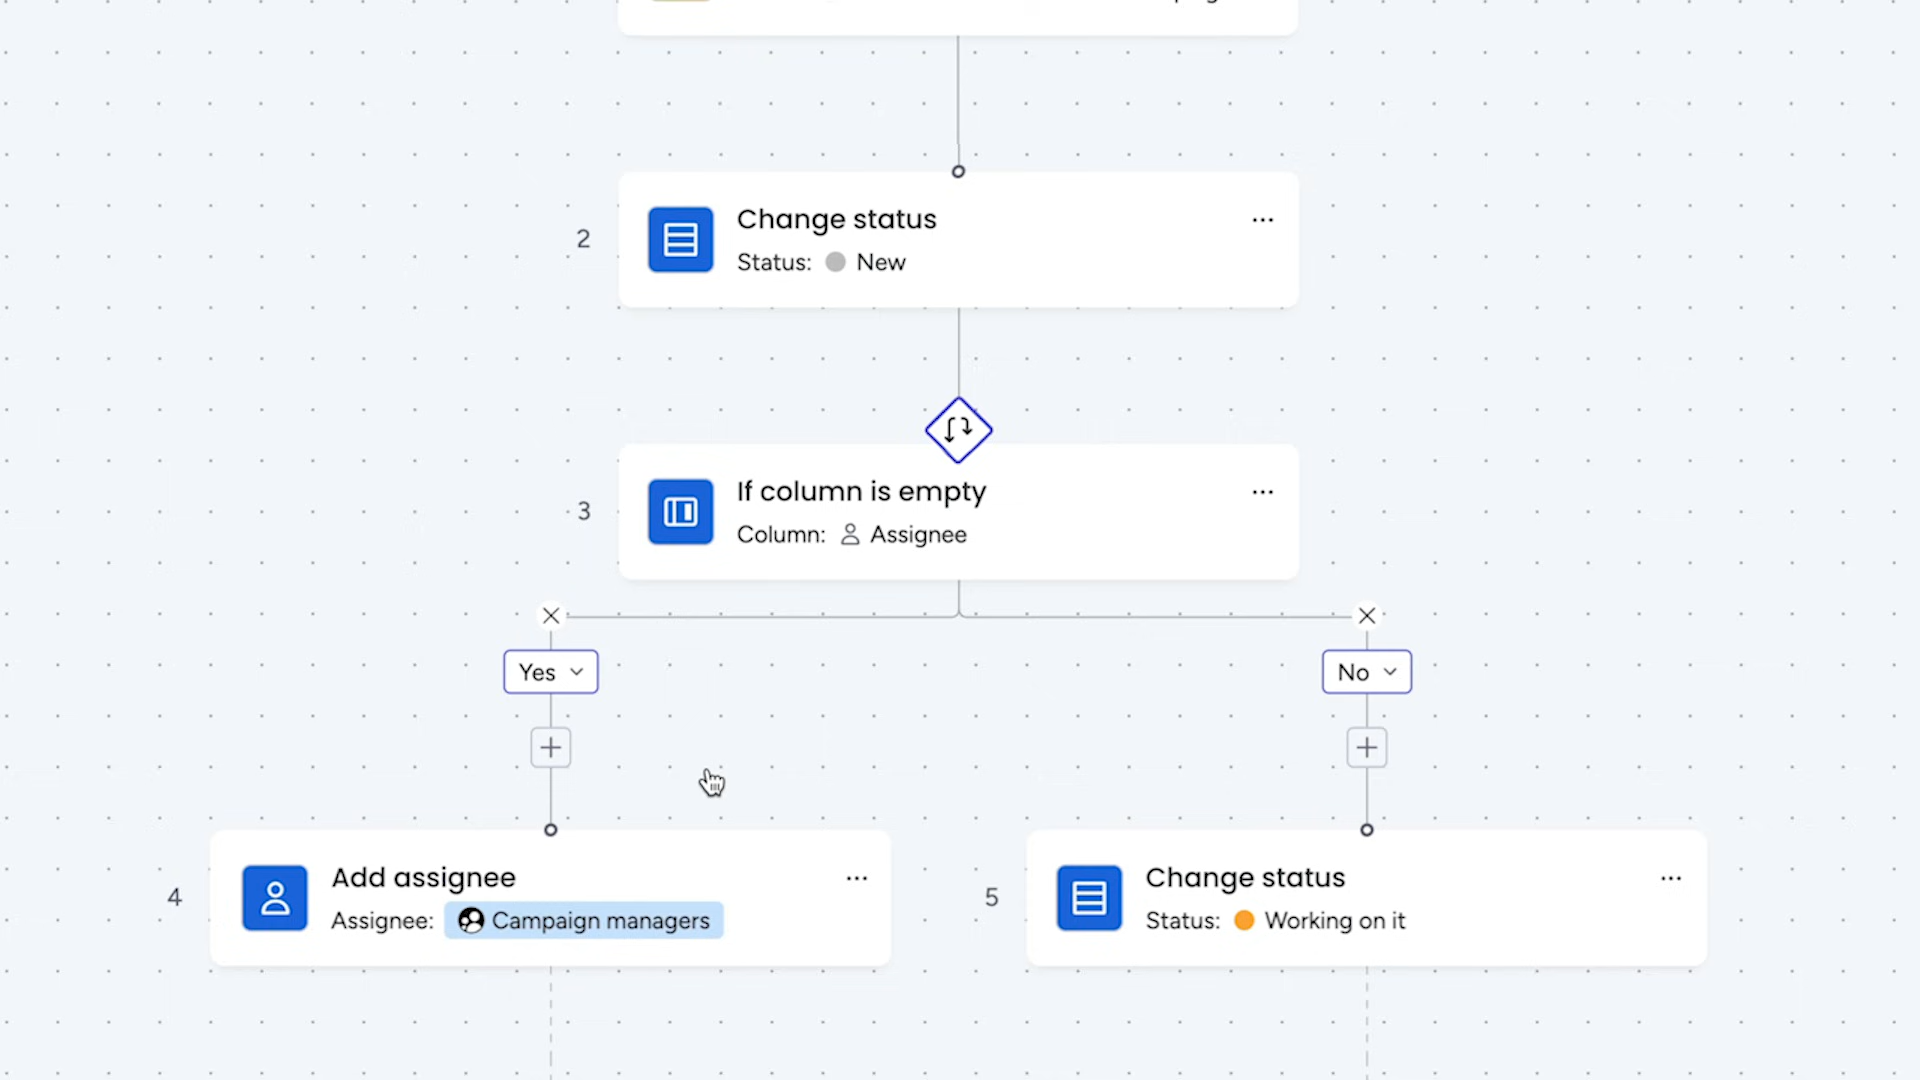 2
Change status
Status: New
3
If column is empty
Column: Assignee
Yes
No
4
Add assignee
Assignee: Campaign managers
5
Change status
Status: Working on it